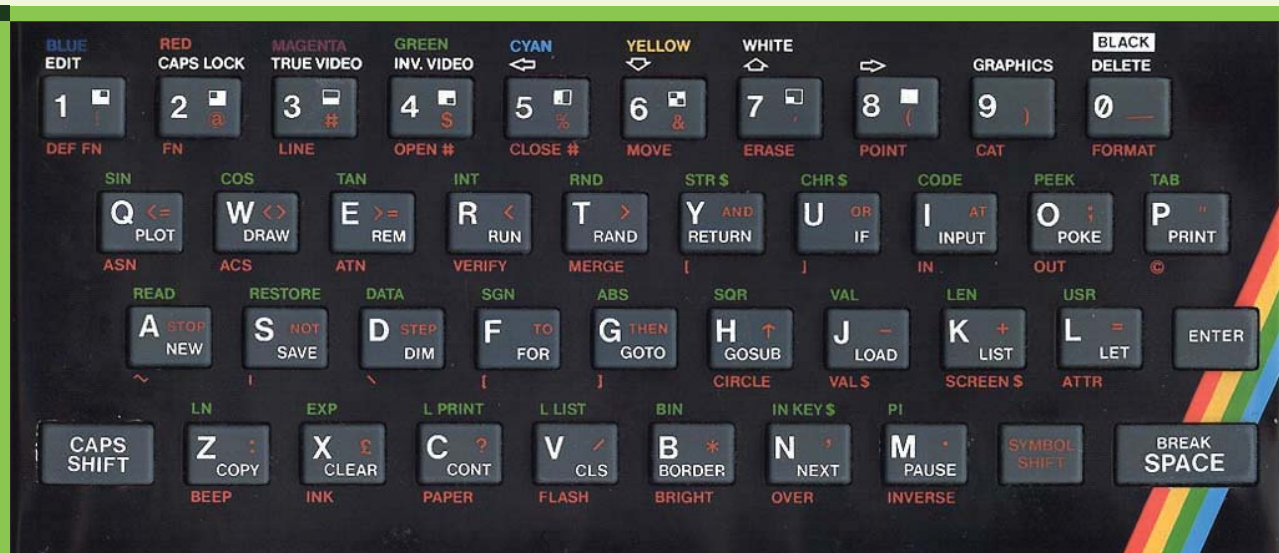 BLUE RED MAGENTA GREEN CYAN YELLOW WHITE BLACK
EDIT CAPS LOCK TRUE VIDEO INV. VIDEO ⇦ ⇩ ⇧ ⇨ GRAPHICS DELETE
1 ! 2 @ 3 # 4 $ 5 % 6 & 7 ' 8 ( 9 ) 0 _
DEF FN FN LINE OPEN # CLOSE # MOVE ERASE POINT CAT FORMAT
SIN COS TAN INT RND STR $ CHR $ CODE PEEK TAB
Q <= W <> E >= R < T > Y AND U OR I AT O ; P "
PLOT DRAW REM RUN RAND RETURN IF INPUT POKE PRINT
ASN ACS ATN VERIFY MERGE [ ] IN OUT ©
READ RESTORE DATA SGN ABS SQR VAL LEN USR
A STOP S NOT D STEP F TO G THEN H ↑ J − K + L = ENTER
NEW SAVE DIM FOR GOTO GOSUB LOAD LIST LET
~ | \ [ ] CIRCLE VAL $ SCREEN $ ATTR
LN EXP L PRINT L LIST BIN IN KEY $ PI
CAPS Z : X £ C ? V / B * N , M . SYMBOL BREAK
SHIFT COPY CLEAR CONT CLS BORDER NEXT PAUSE SHIFT SPACE
BEEP INK PAPER FLASH BRIGHT OVER INVERSE